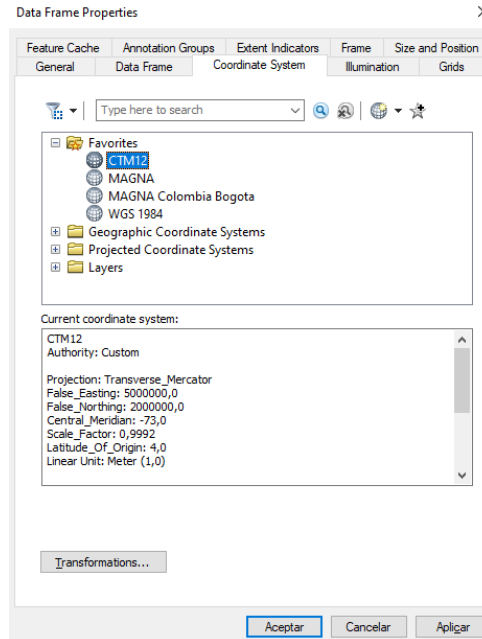 Data Frame Properties
Feature Cache Annotation Groups Extent Indicators Frame Size and Position
General Data Frame Coordinate System Illumination Grids
Type here to search
Favorites
CTM12
MAGNA
MAGNA Colombia Bogota
WGS 1984
Geographic Coordinate Systems
Projected Coordinate Systems
Layers
Current coordinate system:
CTM12
Authority: Custom
Projection: Transverse_Mercator
False_Easting: 5000000,0
False_Northing: 2000000,0
Central_Meridian: -73,0
Scale_Factor: 0,9992
Latitude_Of_Origin: 4,0
Linear Unit: Meter (1,0)
Transformations...
Aceptar Cancelar Aplicar